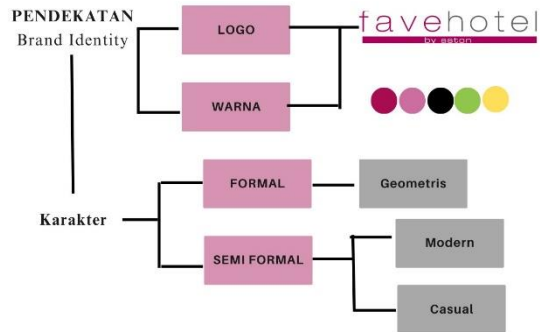 PENDEKATAN
Brand Identity
LOGO
favehotel
by aston
WARNA
Karakter
FORMAL
Geometris
SEMI FORMAL
Modern
Casual